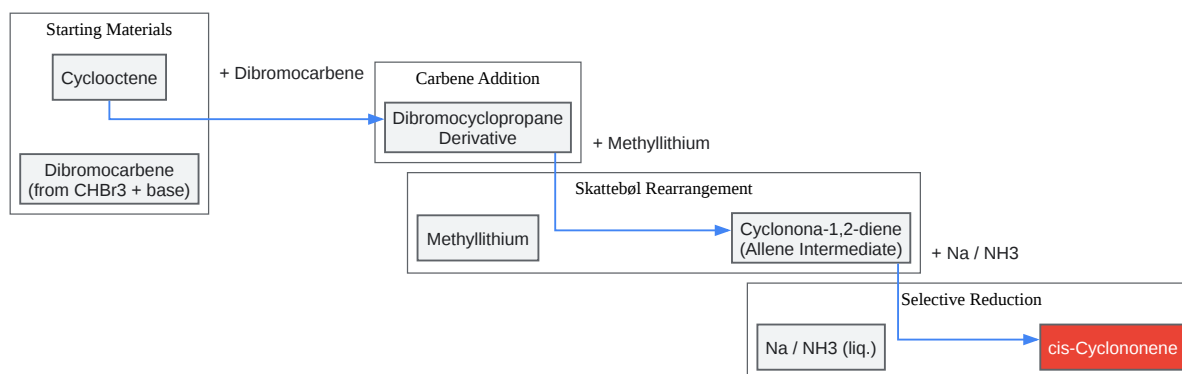 Starting Materials
Cyclooctene
+ Dibromocarbene
Dibromocarbene
(from CHBr3 + base)
Carbene Addition
Dibromocyclopropane
Derivative
+ Methyllithium
Skattebøl Rearrangement
Methyllithium
Cyclonona-1,2-diene
(Allene Intermediate)
+ Na / NH3
Selective Reduction
Na / NH3 (liq.)
cis-Cyclononene